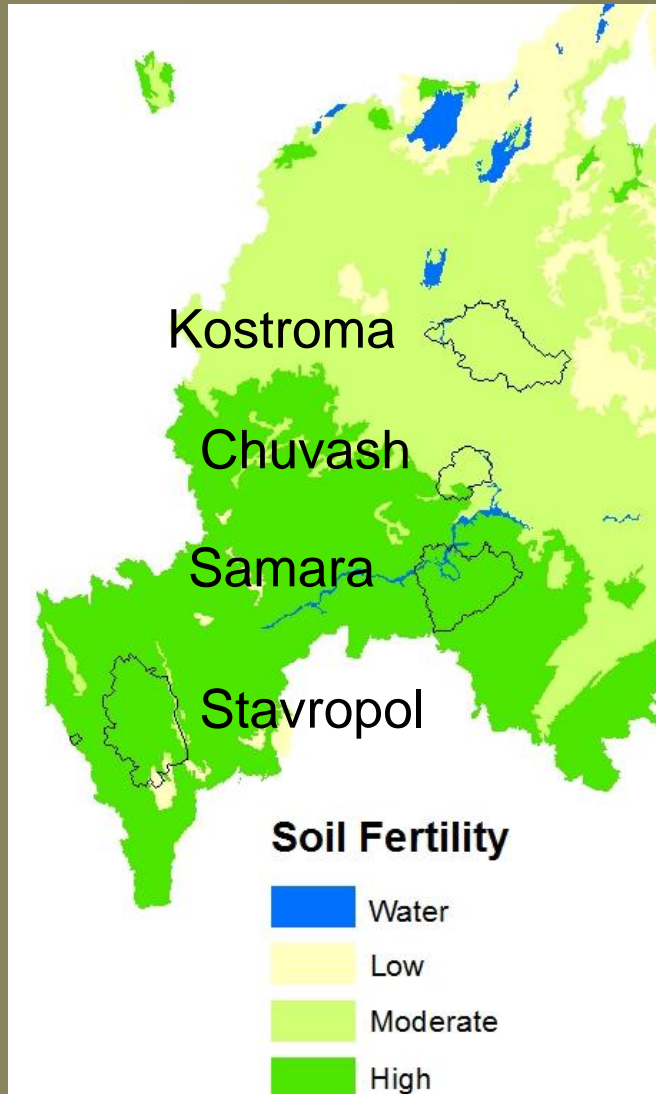 Kostroma
Chuvash
Samara
Stavropol
Soil Fertility
Water
Low
Moderate
High